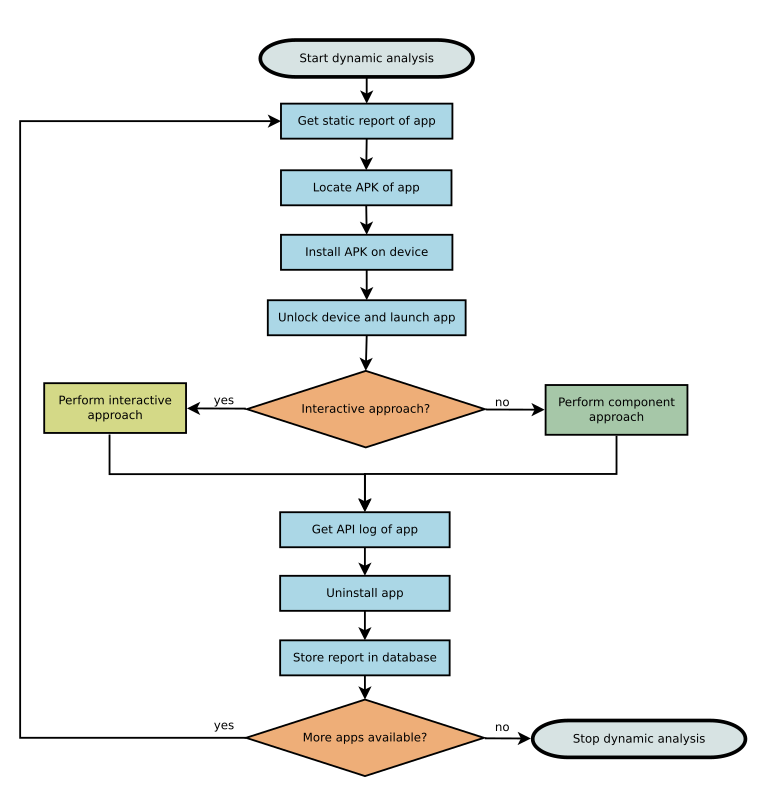 Start dynamic analysis
Get static report of app
Locate APK of app
Install APK on device
Unlock device and launch app
Interactive approach?
yes
no
Perform interactive
approach
Perform component
approach
Get API log of app
Uninstall app
Store report in database
More apps available?
yes
no
Stop dynamic analysis